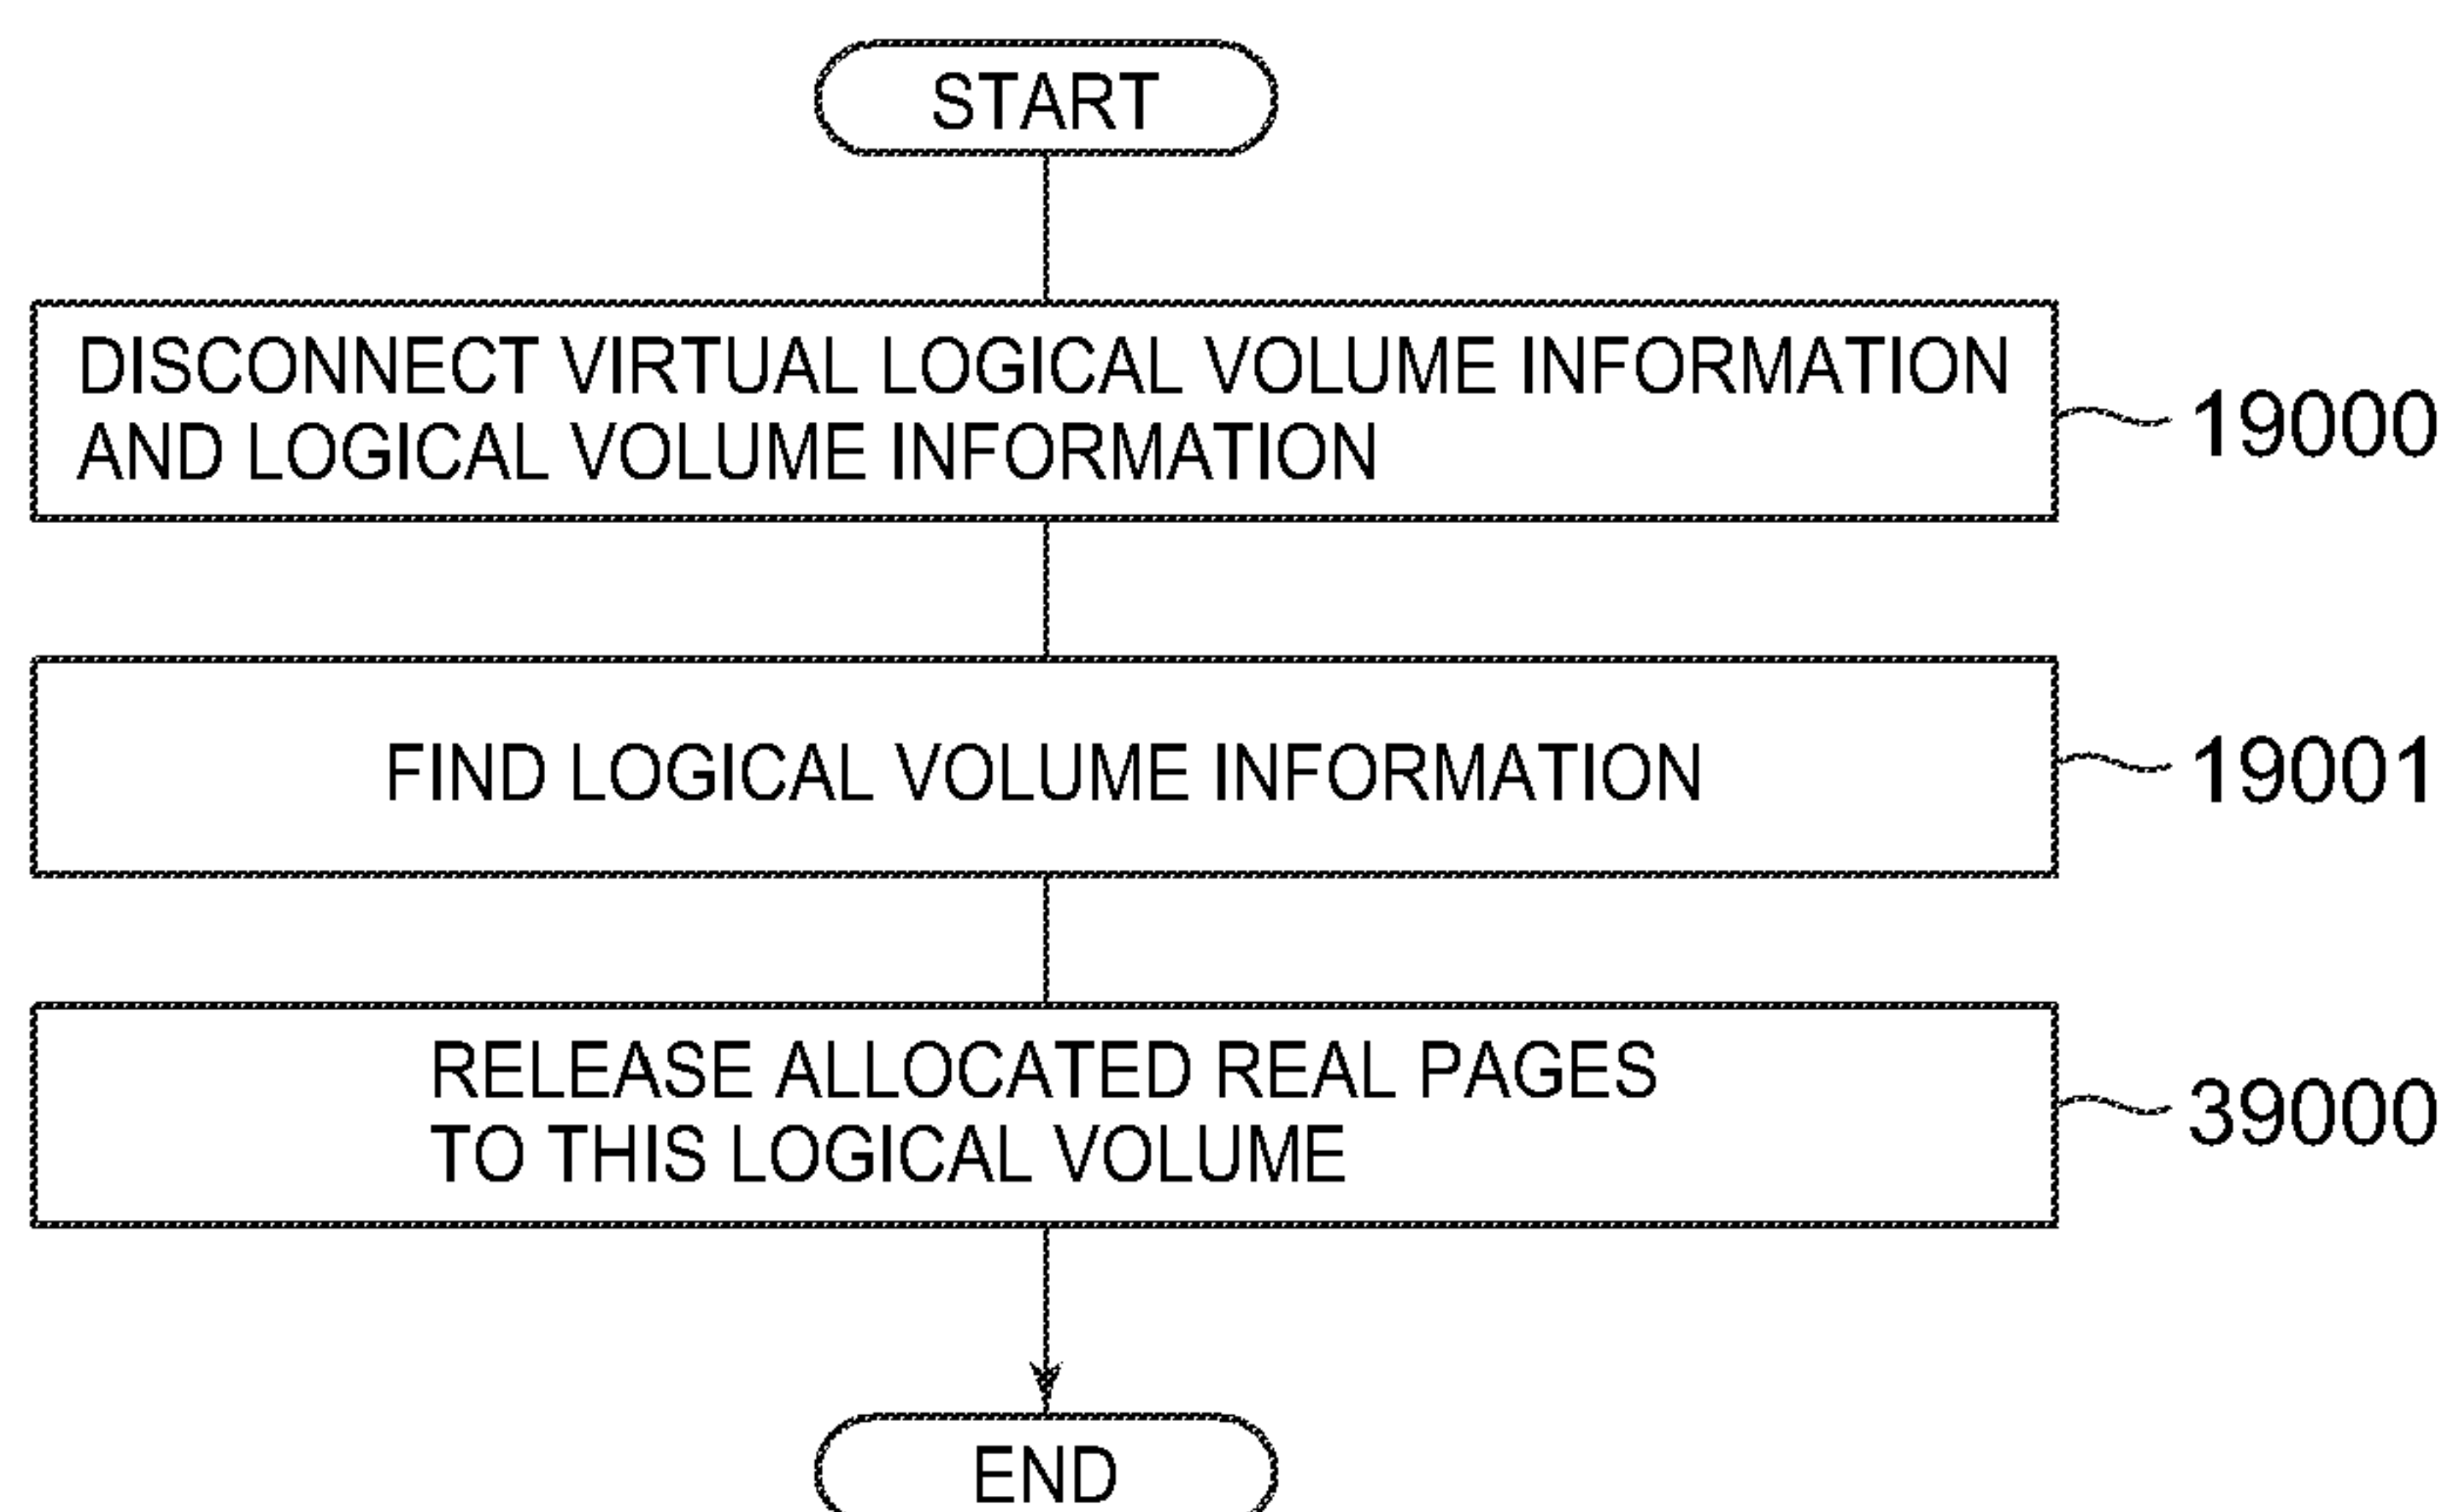 START
DISCONNECT VIRTUAL LOGICAL VOLUME INFORMATION
AND LOGICAL VOLUME INFORMATION
19000
FIND LOGICAL VOLUME INFORMATION
19001
RELEASE ALLOCATED REAL PAGES
TO THIS LOGICAL VOLUME
39000
END